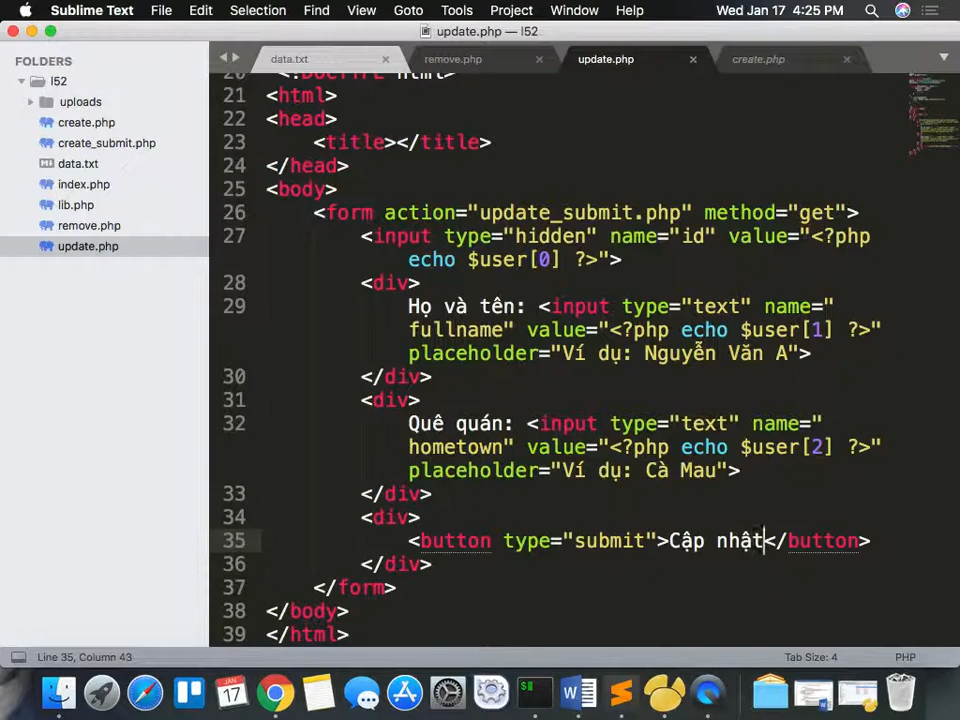 Sublime Text File Edit Selection Find View Goto Tools Project Window Help Wed Jan 17 4:25 PM
update.php — l52
FOLDERS
l52
uploads
create.php
create_submit.php
data.txt
index.php
lib.php
remove.php
update.php
data.txt remove.php update.php create.php
20 <!DOCTYPE html>
21 <html>
22 <head>
23 <title></title>
24 </head>
25 <body>
26 <form action="update_submit.php" method="get">
27 <input type="hidden" name="id" value="<?php
echo $user[0] ?>">
28 <div>
29 Họ và tên: <input type="text" name="
fullname" value="<?php echo $user[1] ?>"
placeholder="Ví dụ: Nguyễn Văn A">
30 </div>
31 <div>
32 Quê quán: <input type="text" name="
hometown" value="<?php echo $user[2] ?>"
placeholder="Ví dụ: Cà Mau">
33 </div>
34 <div>
35 <button type="submit">Cập nhật</button>
36 </div>
37 </form>
38 </body>
39 </html>
Line 35, Column 43 Tab Size: 4 PHP
JAN
17